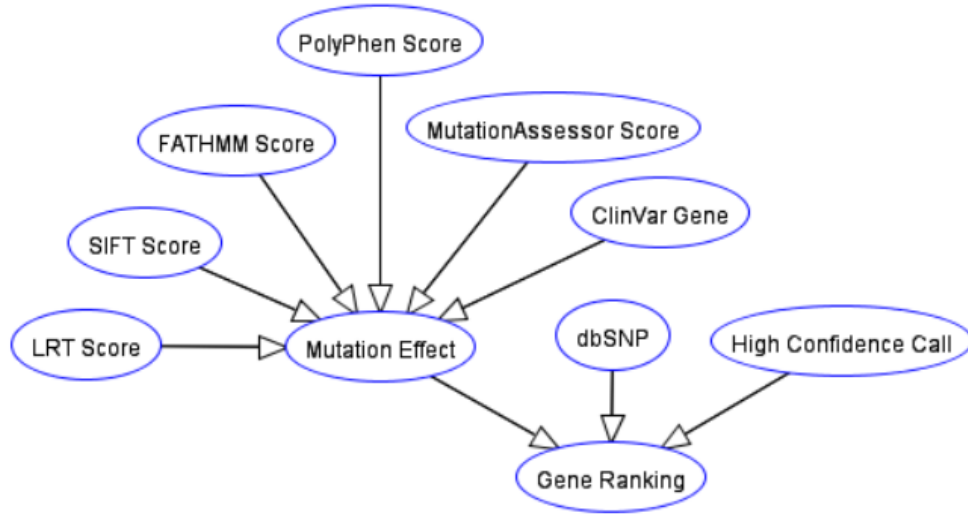 PolyPhen Score
MutationAssessor Score
FATHMM Score
ClinVar Gene
SIFT Score
LRT Score
Mutation Effect
dbSNP
High Confidence Call
Gene Ranking